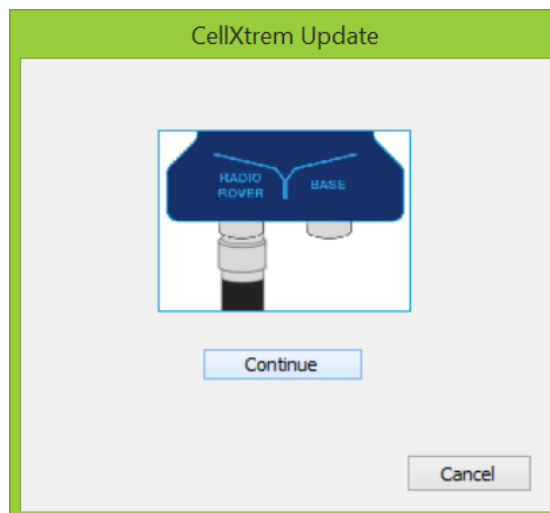 CellXtrem Update
RADIO
ROVER
BASE
Continue
Cancel